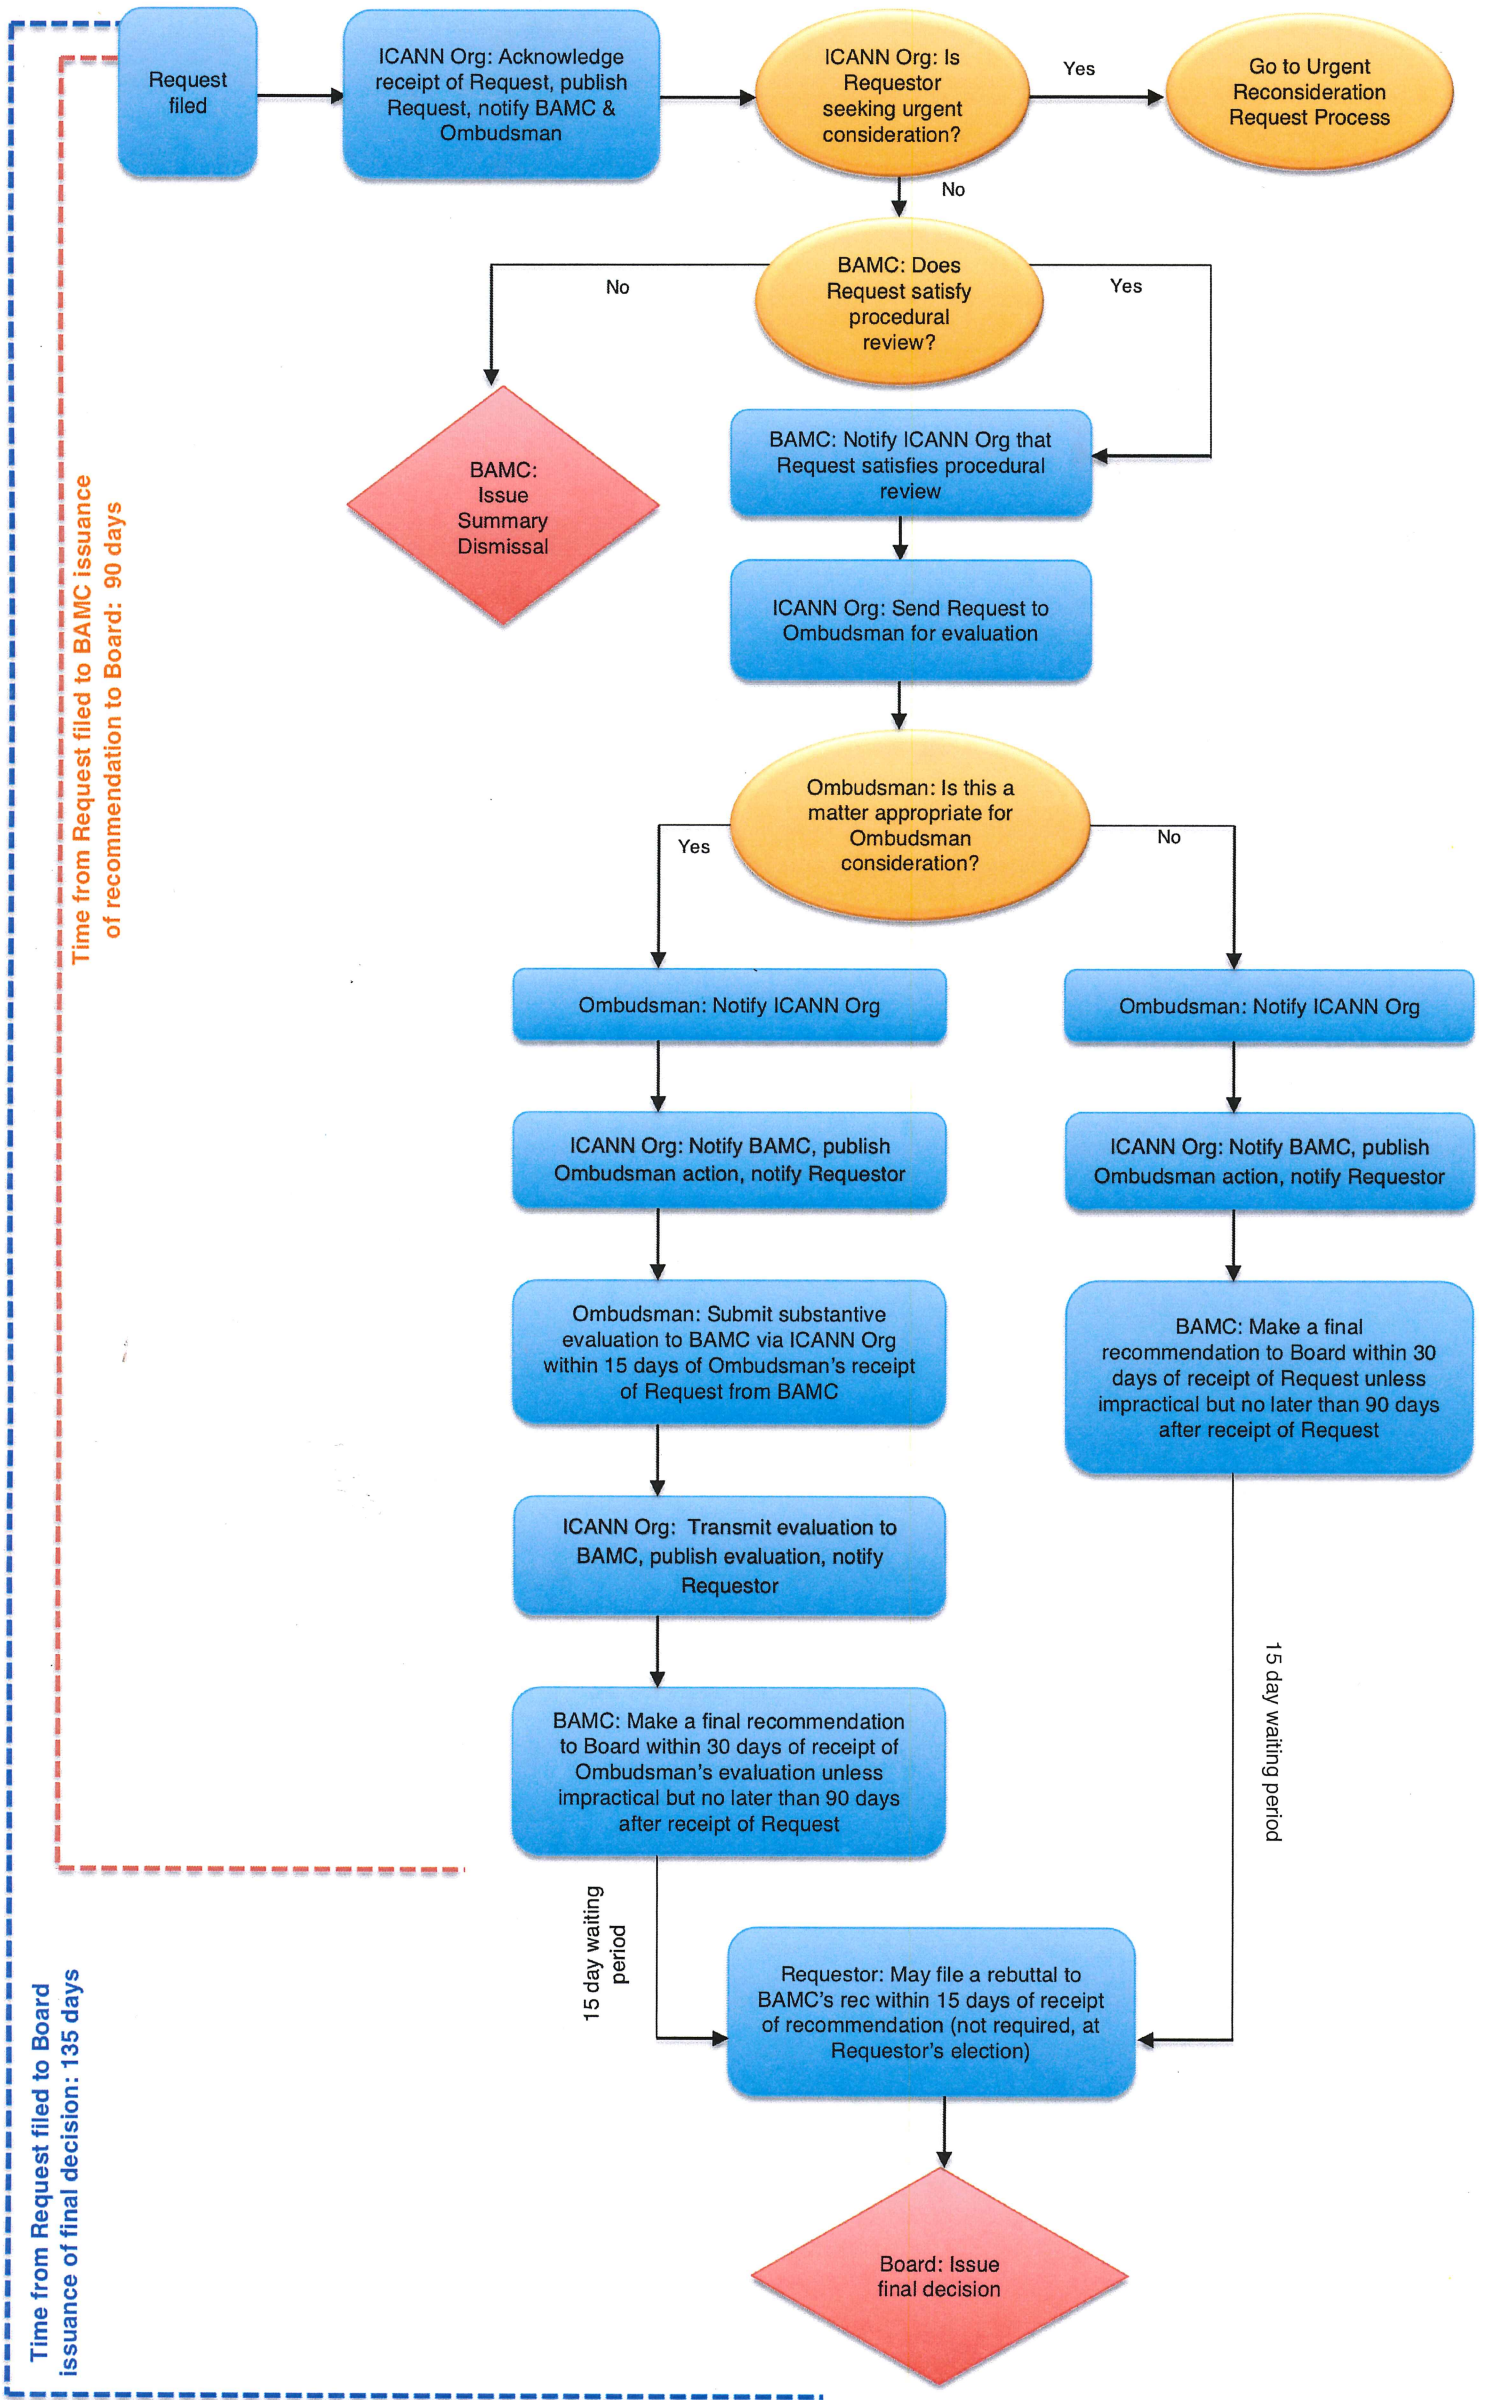 Request
filed
ICANN Org: Acknowledge
receipt of Request, publish
Request, notify BAMC &
Ombudsman
ICANN Org: Is
Requestor
seeking urgent
consideration?
Yes
Go to Urgent
Reconsideration
Request Process
No
BAMC: Does
Request satisfy
procedural
review?
No
Yes
BAMC:
Issue
Summary
Dismissal
BAMC: Notify ICANN Org that
Request satisfies procedural
review
ICANN Org: Send Request to
Ombudsman for evaluation
Time from Request filed to BAMC issuance
of recommendation to Board: 90 days
Ombudsman: Is this a
matter appropriate for
Ombudsman
consideration?
Yes
No
Ombudsman: Notify ICANN Org
Ombudsman: Notify ICANN Org
ICANN Org: Notify BAMC, publish
Ombudsman action, notify Requestor
ICANN Org: Notify BAMC, publish
Ombudsman action, notify Requestor
Ombudsman: Submit substantive
evaluation to BAMC via ICANN Org
within 15 days of Ombudsman's receipt
of Request from BAMC
BAMC: Make a final
recommendation to Board within 30
days of receipt of Request unless
impractical but no later than 90 days
after receipt of Request
ICANN Org: Transmit evaluation to
BAMC, publish evaluation, notify
Requestor
BAMC: Make a final recommendation
to Board within 30 days of receipt of
Ombudsman's evaluation unless
impractical but no later than 90 days
after receipt of Request
15 day waiting period
15 day waiting
period
Requestor: May file a rebuttal to
BAMC's rec within 15 days of receipt
of recommendation (not required, at
Requestor's election)
Time from Request filed to Board
issuance of final decision: 135 days
Board: Issue
final decision